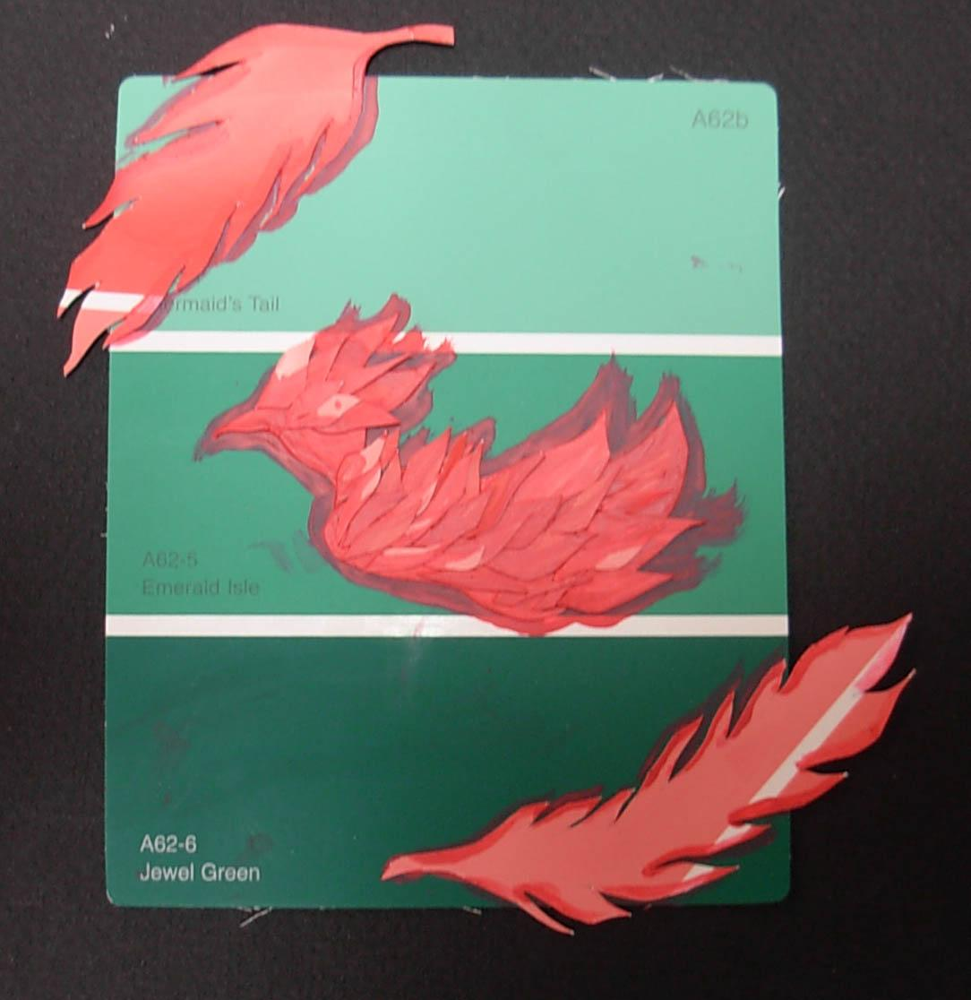 A62b
ermaid's Tail
A62-5
Emerald Isle
A62-6
Jewel Green